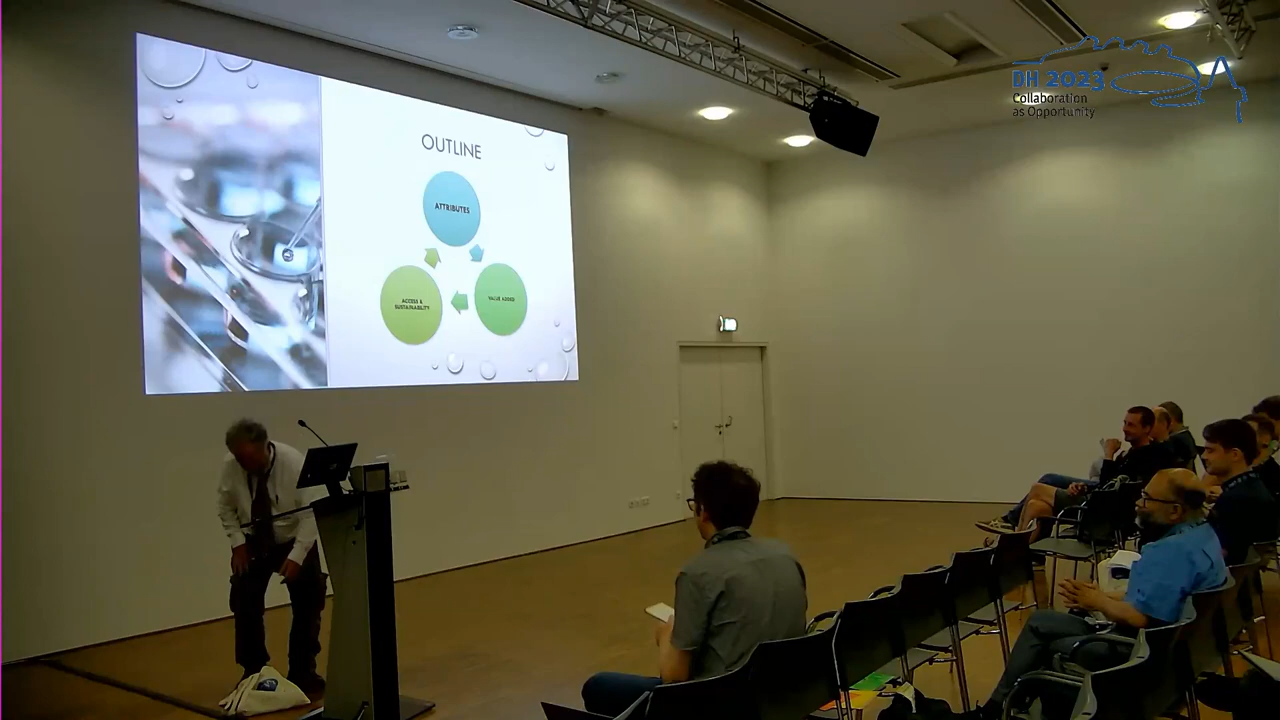 OUTLINE
ATTRIBUTES
ACCESS &
SUSTAINABILITY
VALUE ADDED
DH 2023
Collaboration
as Opportunity